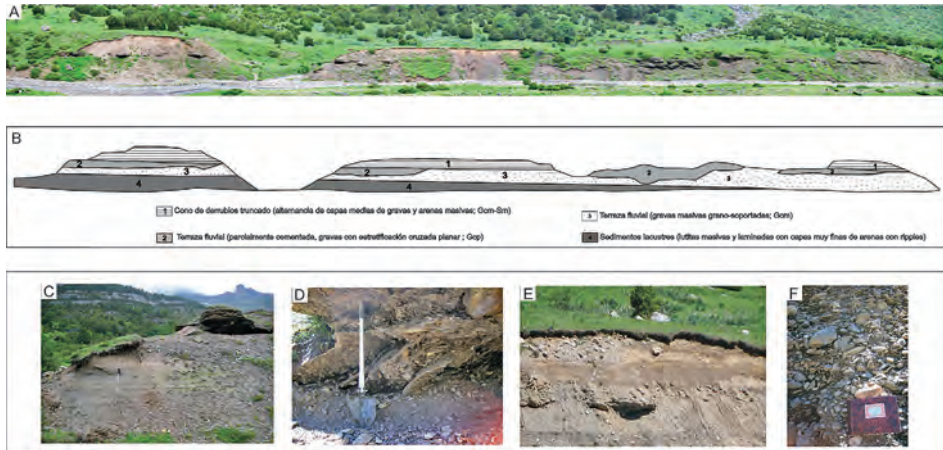 A
B
1
2
2
3
3
3
3
1
2
4
4
1 Cono de derrubios truncado (alternancia de capas medias de gravas y arenas masivas; Gcm-Sm)
3 Terraza fluvial (gravas masivas grano-soportadas; Gcm)
2 Terraza fluvial (parcialmente cementada, gravas con estratificación cruzada planar ; Gcp)
4 Sedimentos lacustres (lutitas masivas y laminadas con capas muy finas de arenas con ripples)
C
D
E
F